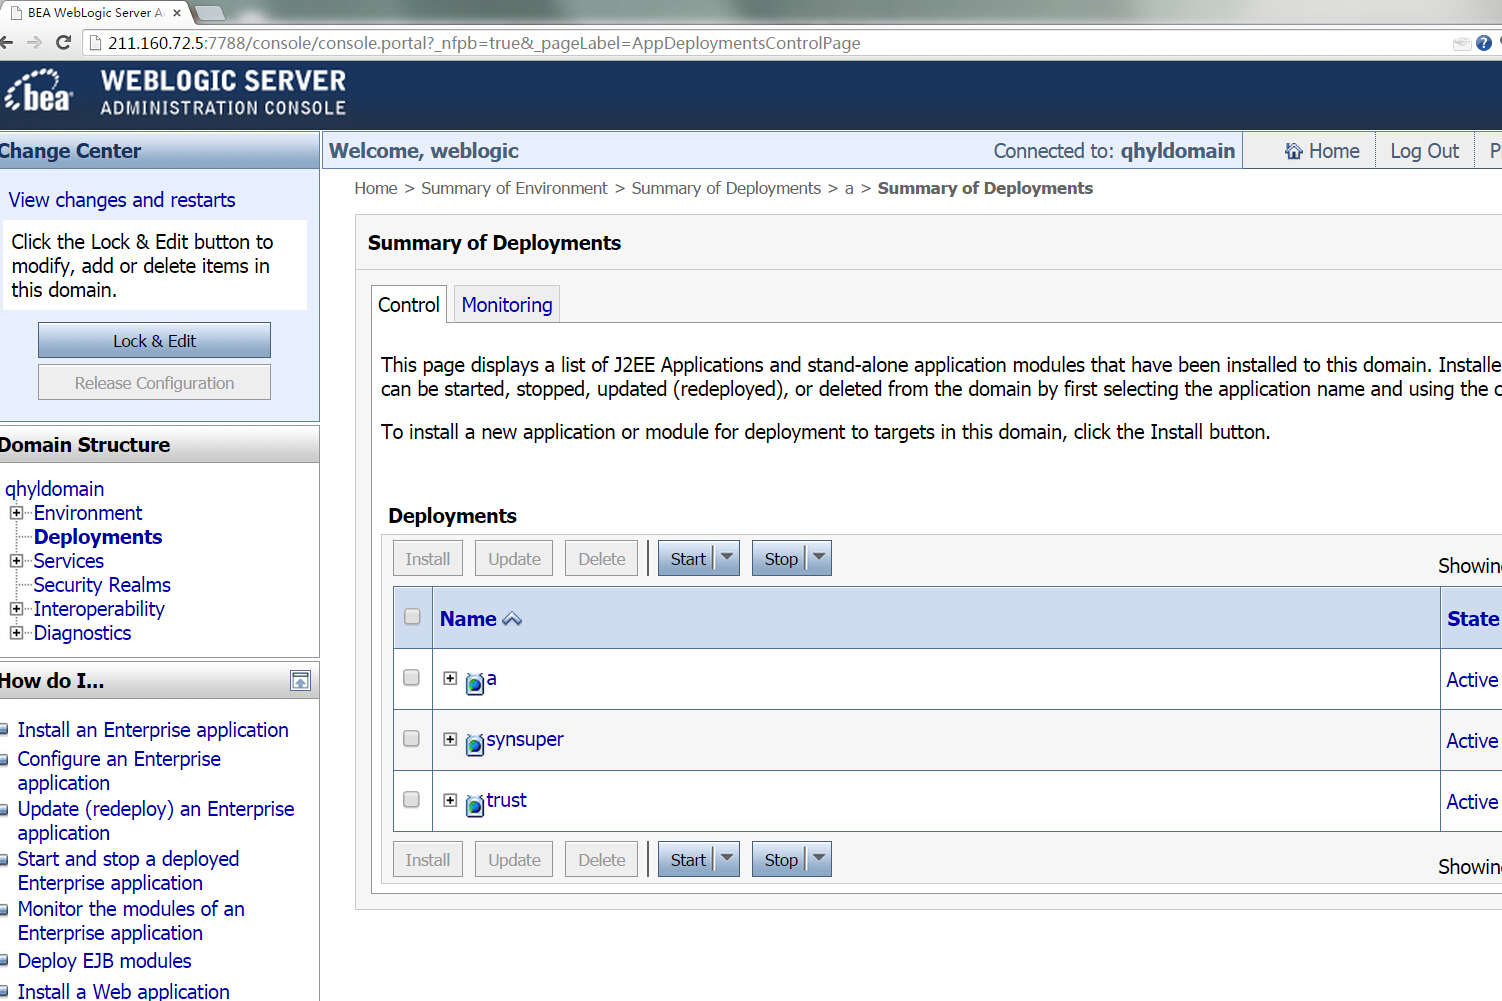 BEA WebLogic Server A
211.160.72.5:7788/console/console.portal?_nfpb=true&_pageLabel=AppDeploymentsControlPage
bea
WEBLOGIC SERVER
ADMINISTRATION CONSOLE
Change Center
View changes and restarts
Click the Lock & Edit button to
modify, add or delete items in
this domain.
Lock & Edit
Release Configuration
Domain Structure
qhyldomain
Environment
Deployments
Services
Security Realms
Interoperability
Diagnostics
How do I...
Install an Enterprise application
Configure an Enterprise
application
Update (redeploy) an Enterprise
application
Start and stop a deployed
Enterprise application
Monitor the modules of an
Enterprise application
Deploy EJB modules
Install a Web application
Welcome, weblogic
Connected to: qhyldomain
Home
Log Out
P
Home > Summary of Environment > Summary of Deployments > a > Summary of Deployments
Summary of Deployments
Control
Monitoring
This page displays a list of J2EE Applications and stand-alone application modules that have been installed to this domain. Installe
can be started, stopped, updated (redeployed), or deleted from the domain by first selecting the application name and using the c
To install a new application or module for deployment to targets in this domain, click the Install button.
Deployments
Install Update Delete Start Stop
Showin
Name State
a Active
synsuper Active
trust Active
Install Update Delete Start Stop
Showin